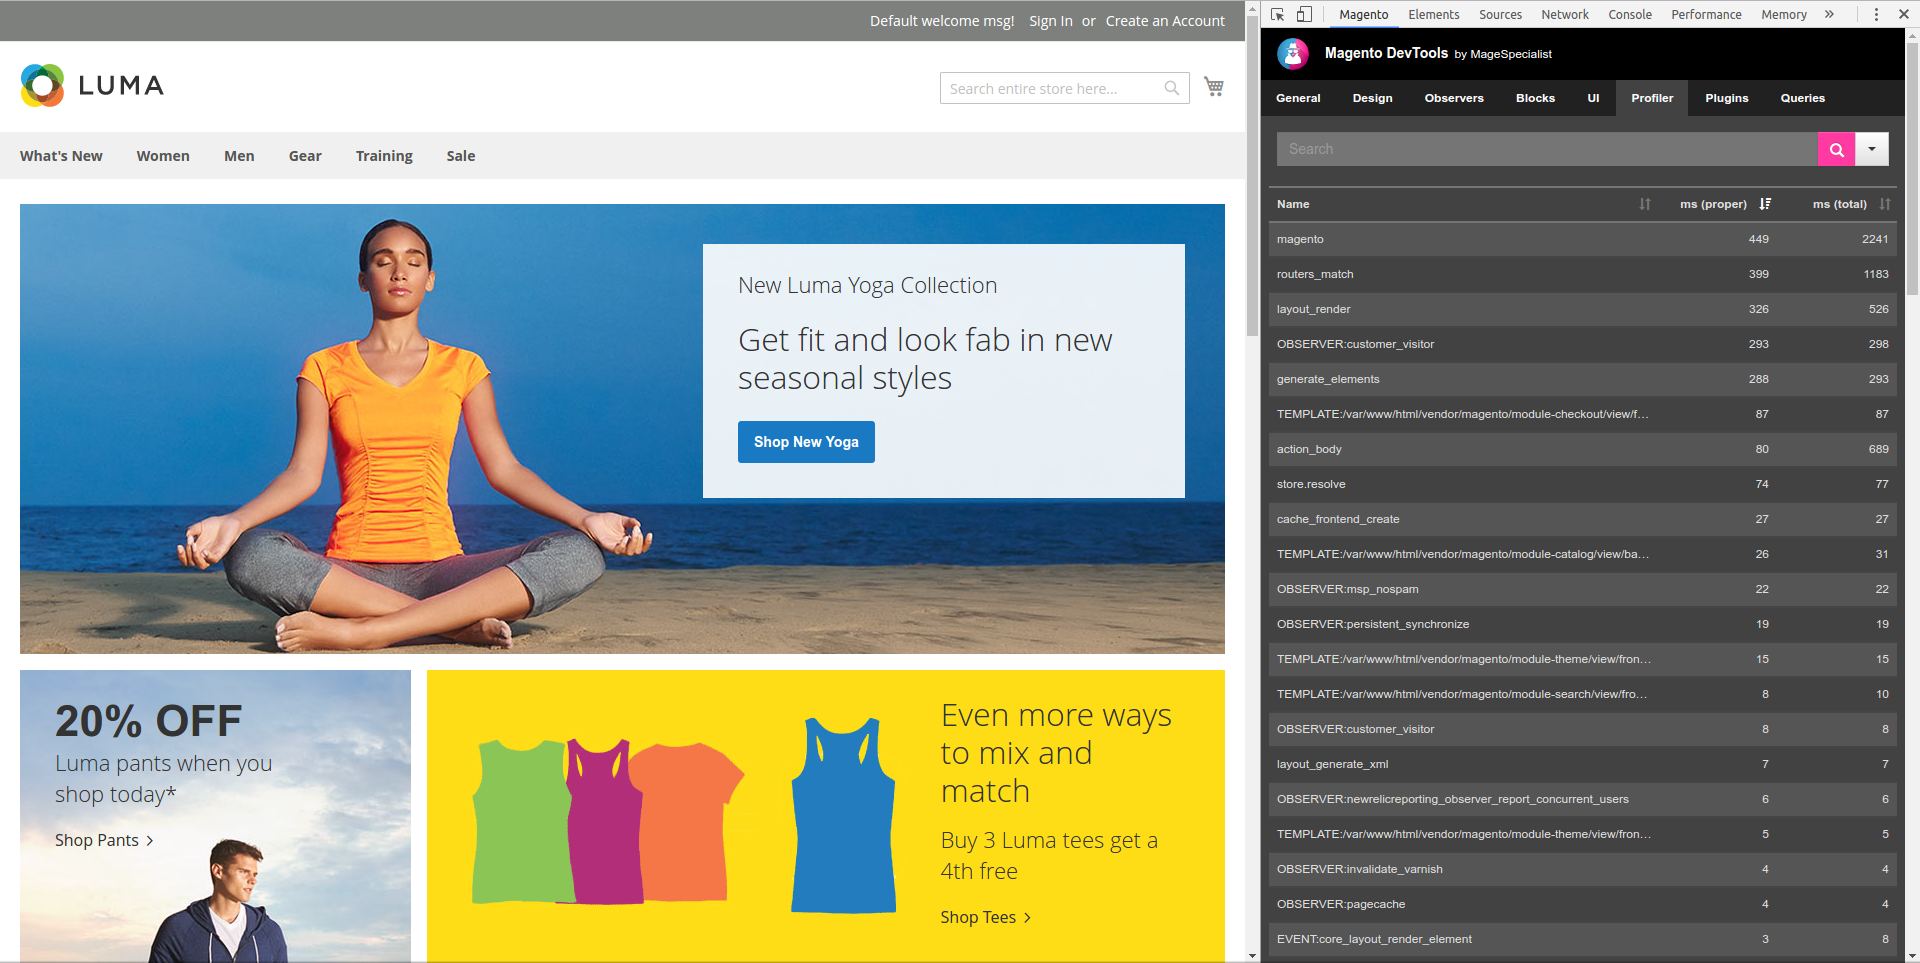 Default welcome msg! Sign In or Create an Account
LUMA
Search entire store here...
What's New Women Men Gear Training Sale
New Luma Yoga Collection
Get fit and look fab in new
seasonal styles
Shop New Yoga
20% OFF
Luma pants when you
shop today*
Shop Pants >
Even more ways
to mix and
match
Buy 3 Luma tees get a
4th free
Shop Tees >
Magento Elements Sources Network Console Performance Memory »
Magento DevTools by MageSpecialist
General Design Observers Blocks UI Profiler Plugins Queries
Search
Name ms (proper) ms (total)
magento 449 2241
routers_match 399 1183
layout_render 326 526
OBSERVER:customer_visitor 293 298
generate_elements 288 293
TEMPLATE:/var/www/html/vendor/magento/module-checkout/view/f… 87 87
action_body 80 689
store.resolve 74 77
cache_frontend_create 27 27
TEMPLATE:/var/www/html/vendor/magento/module-catalog/view/ba… 26 31
OBSERVER:msp_nospam 22 22
OBSERVER:persistent_synchronize 19 19
TEMPLATE:/var/www/html/vendor/magento/module-theme/view/fron… 15 15
TEMPLATE:/var/www/html/vendor/magento/module-search/view/fro… 8 10
OBSERVER:customer_visitor 8 8
layout_generate_xml 7 7
OBSERVER:newrelicreporting_observer_report_concurrent_users 6 6
TEMPLATE:/var/www/html/vendor/magento/module-theme/view/fron… 5 5
OBSERVER:invalidate_varnish 4 4
OBSERVER:pagecache 4 4
EVENT:core_layout_render_element 3 8